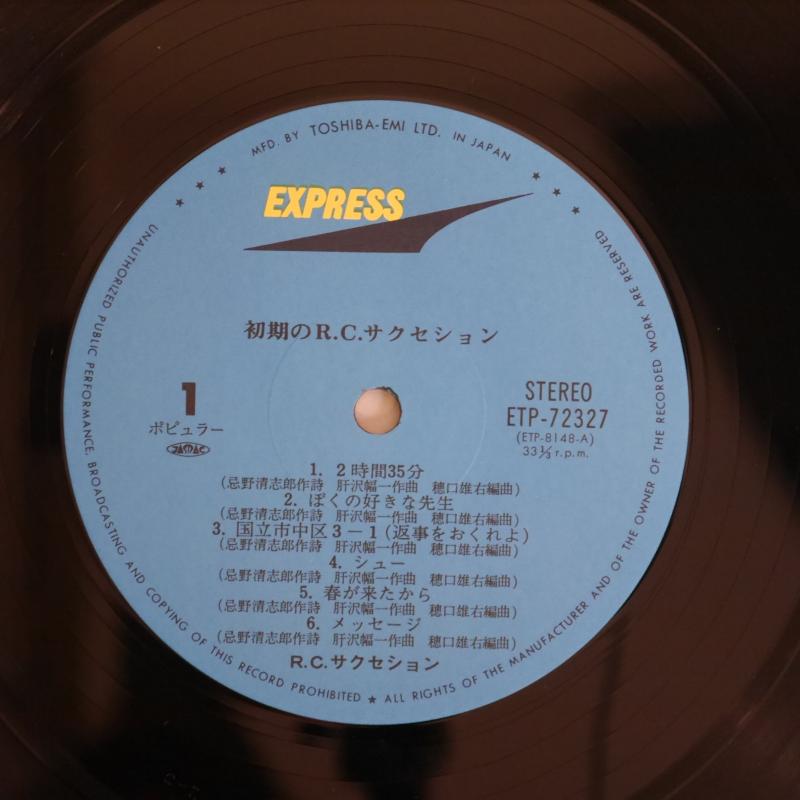 MFD. BY TOSHIBA-EMI LTD. IN JAPAN
EXPRESS
初期のR.C.サクセション
1
ポピュラー
JASRAC
STEREO
ETP-72327
(ETP-8148-A)
33⅓ r.p.m.
1. 2時間35分
(忌野清志郎作詩 肝沢幅一作曲 穂口雄右編曲)
2. ぼくの好きな先生
(忌野清志郎作詩 肝沢幅一作曲 穂口雄右編曲)
3. 国立市中区3－1(返事をおくれよ)
(忌野清志郎作詩 肝沢幅一作曲 穂口雄右編曲)
4. シュー
(忌野清志郎作詩 肝沢幅一作曲 穂口雄右編曲)
5. 春が来たから
(忌野清志郎作詩 肝沢幅一作曲 穂口雄右編曲)
6. メッセージ
(忌野清志郎作詩 肝沢幅一作曲 穂口雄右編曲)
R.C.サクセション
UNAUTHORIZED PUBLIC PERFORMANCE, BROADCASTING AND COPYING OF THIS RECORD PROHIBITED ★ ALL RIGHTS OF THE MANUFACTURER AND OF THE OWNER OF THE RECORDED WORK ARE RESERVED